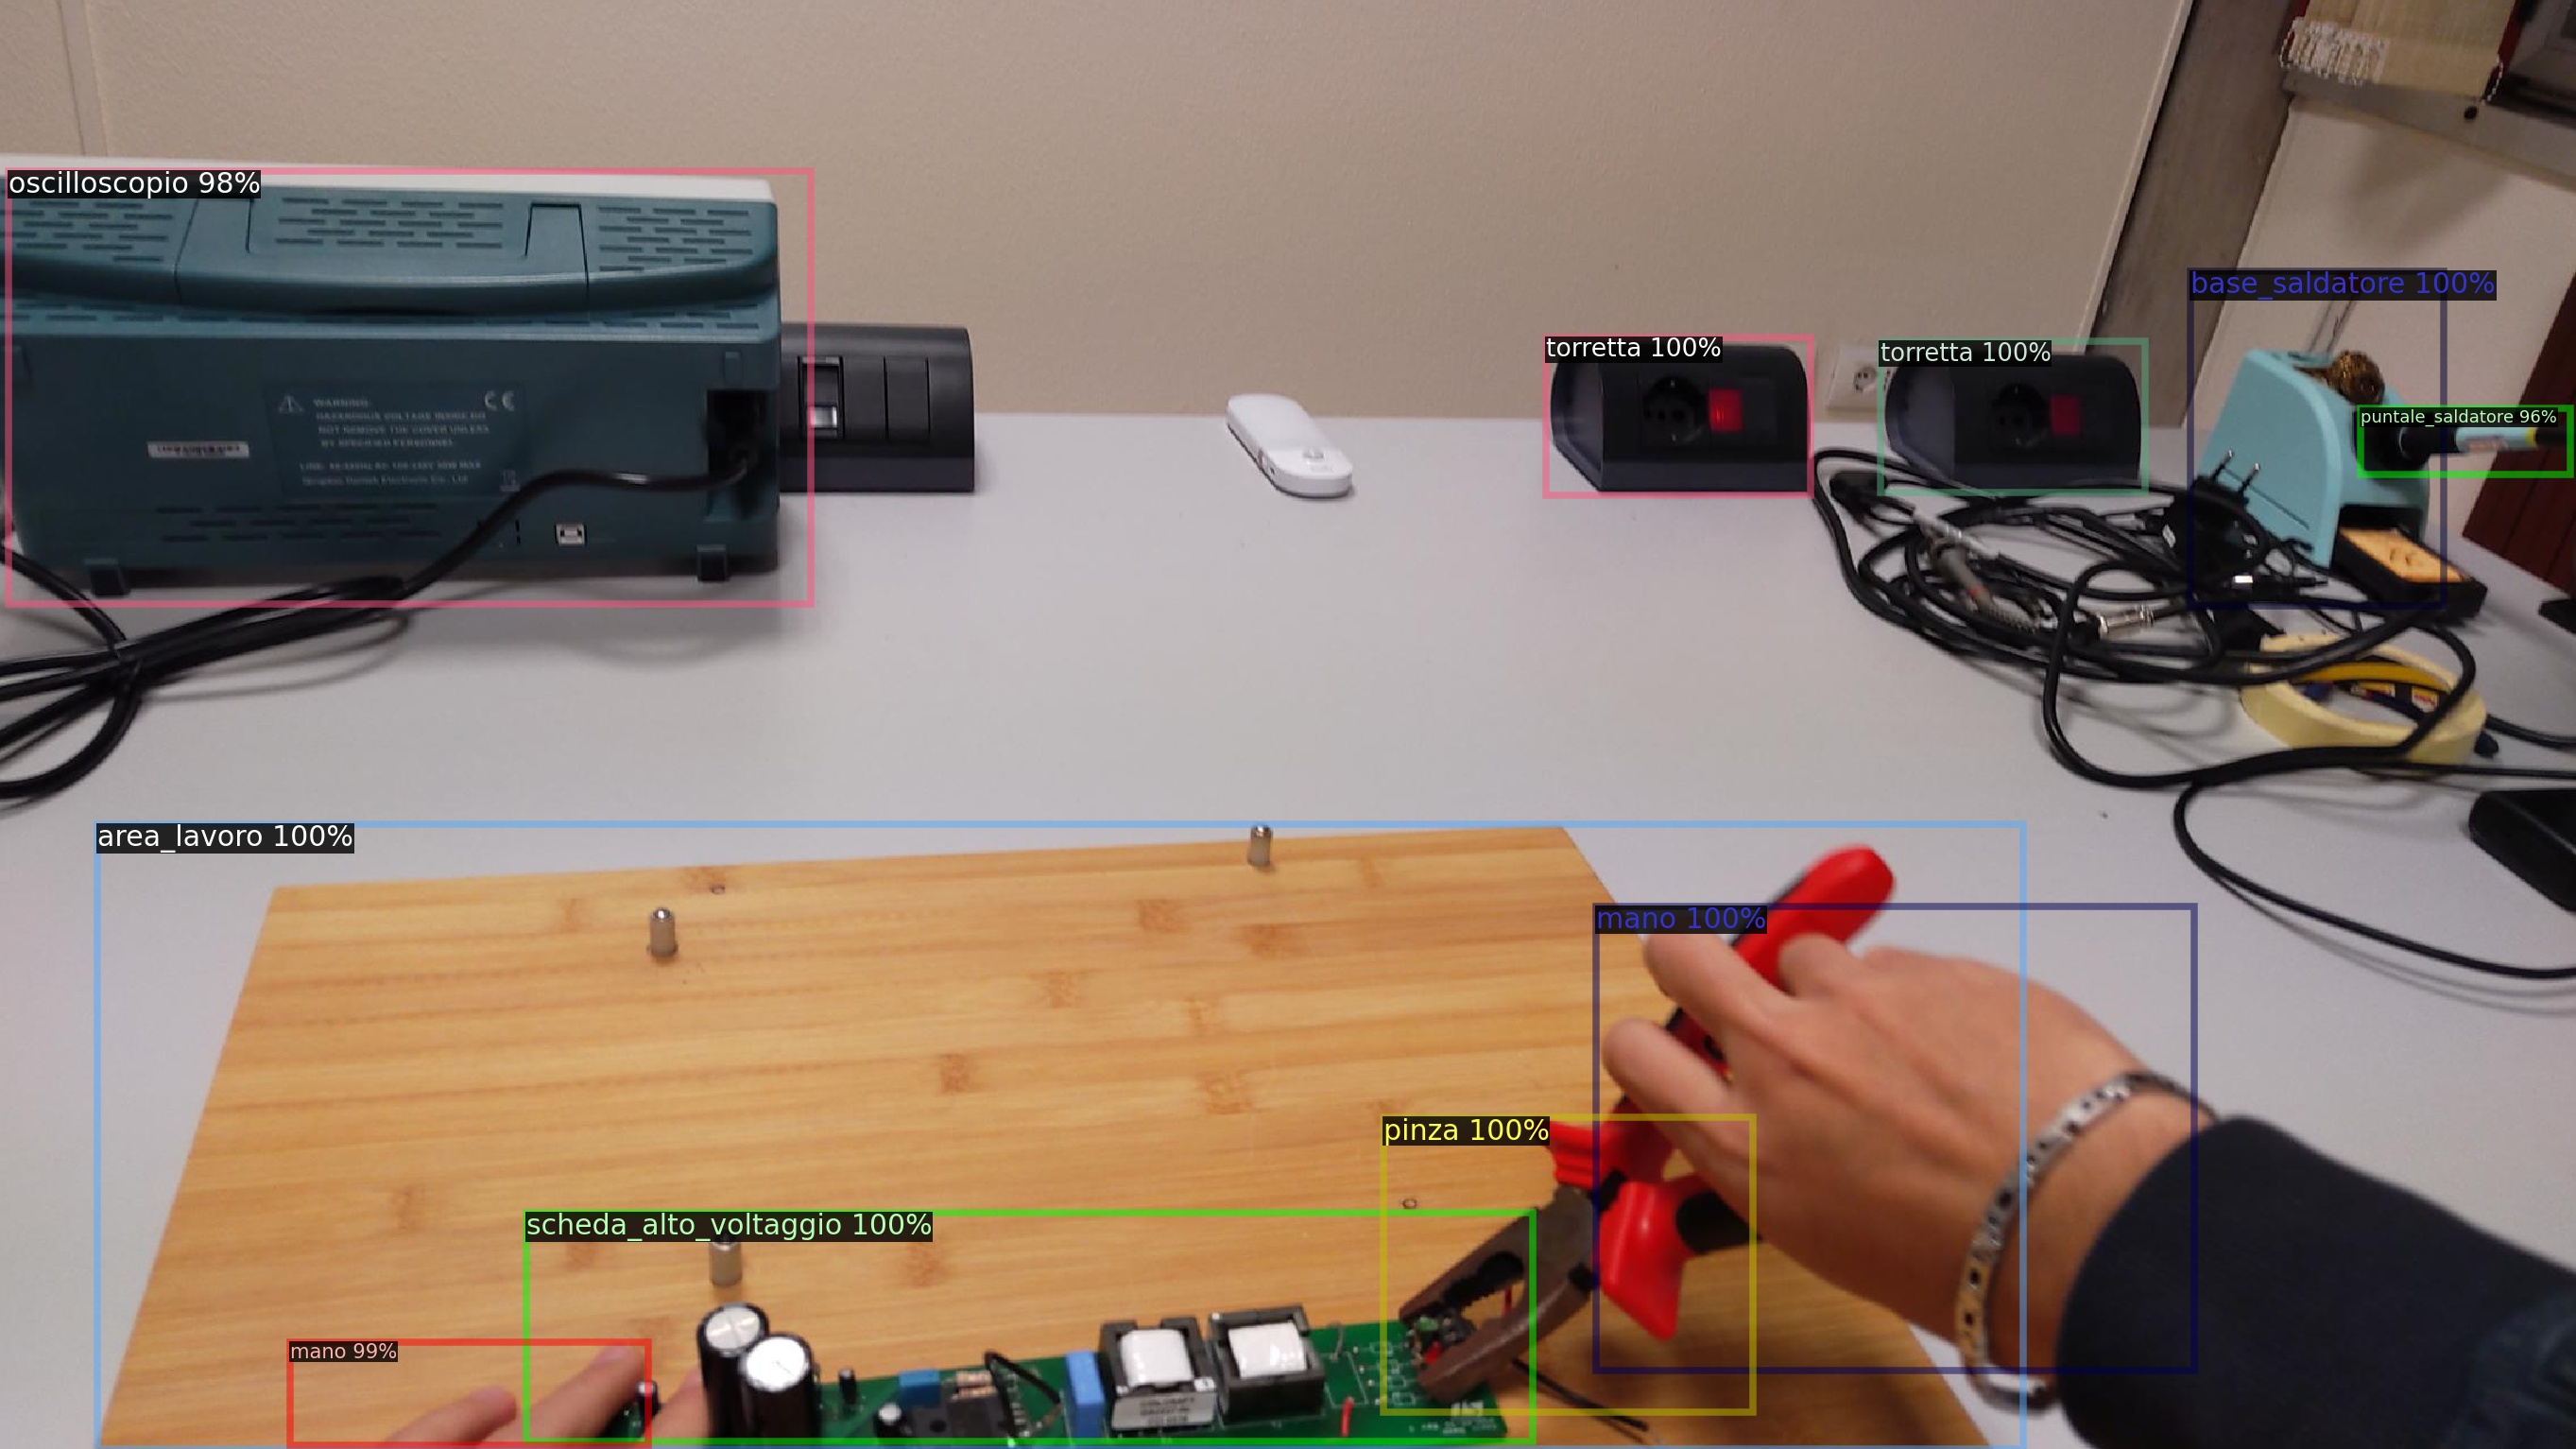 oscilloscopio 98%
torretta 100%
torretta 100%
base_saldatore 100%
puntale_saldatore 96%
WARNING
HAZARDOUS VOLTAGE INSIDE DO
NOT REMOVE THE COVER UNLESS
BY SPECIFIED PERSONNEL
CE
area_lavoro 100%
mano 100%
pinza 100%
scheda_alto_voltaggio 100%
mano 99%